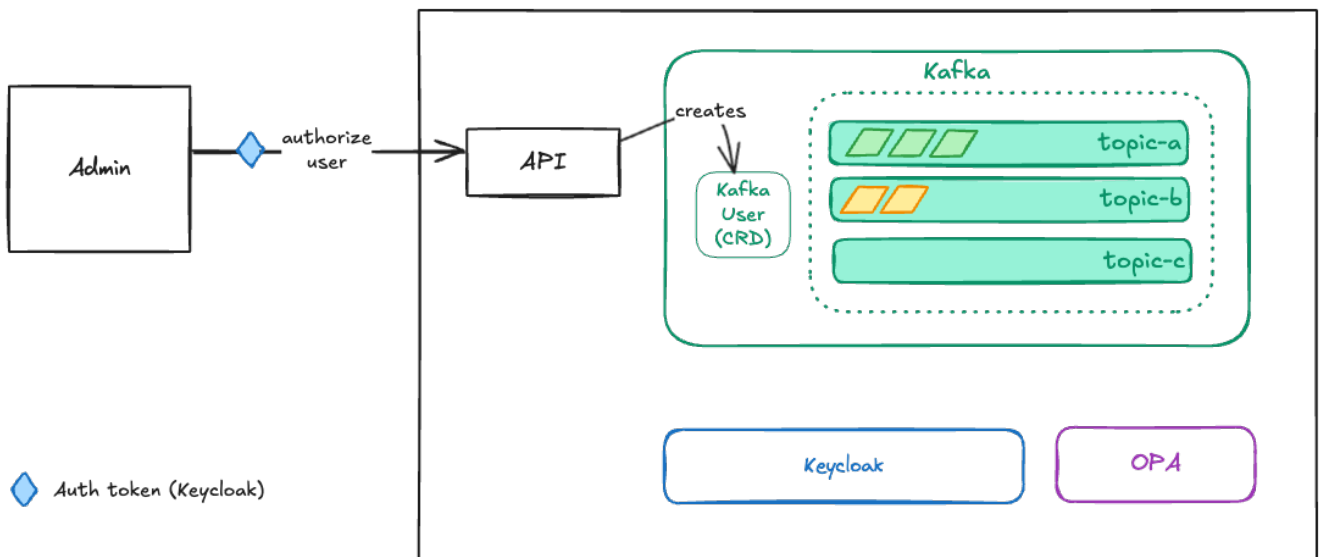 Kafka
creates
Admin
authorize
user
API
topic-a
Kafka
User
(CRD)
topic-b
topic-c
Keycloak
OPA
Auth token (Keycloak)